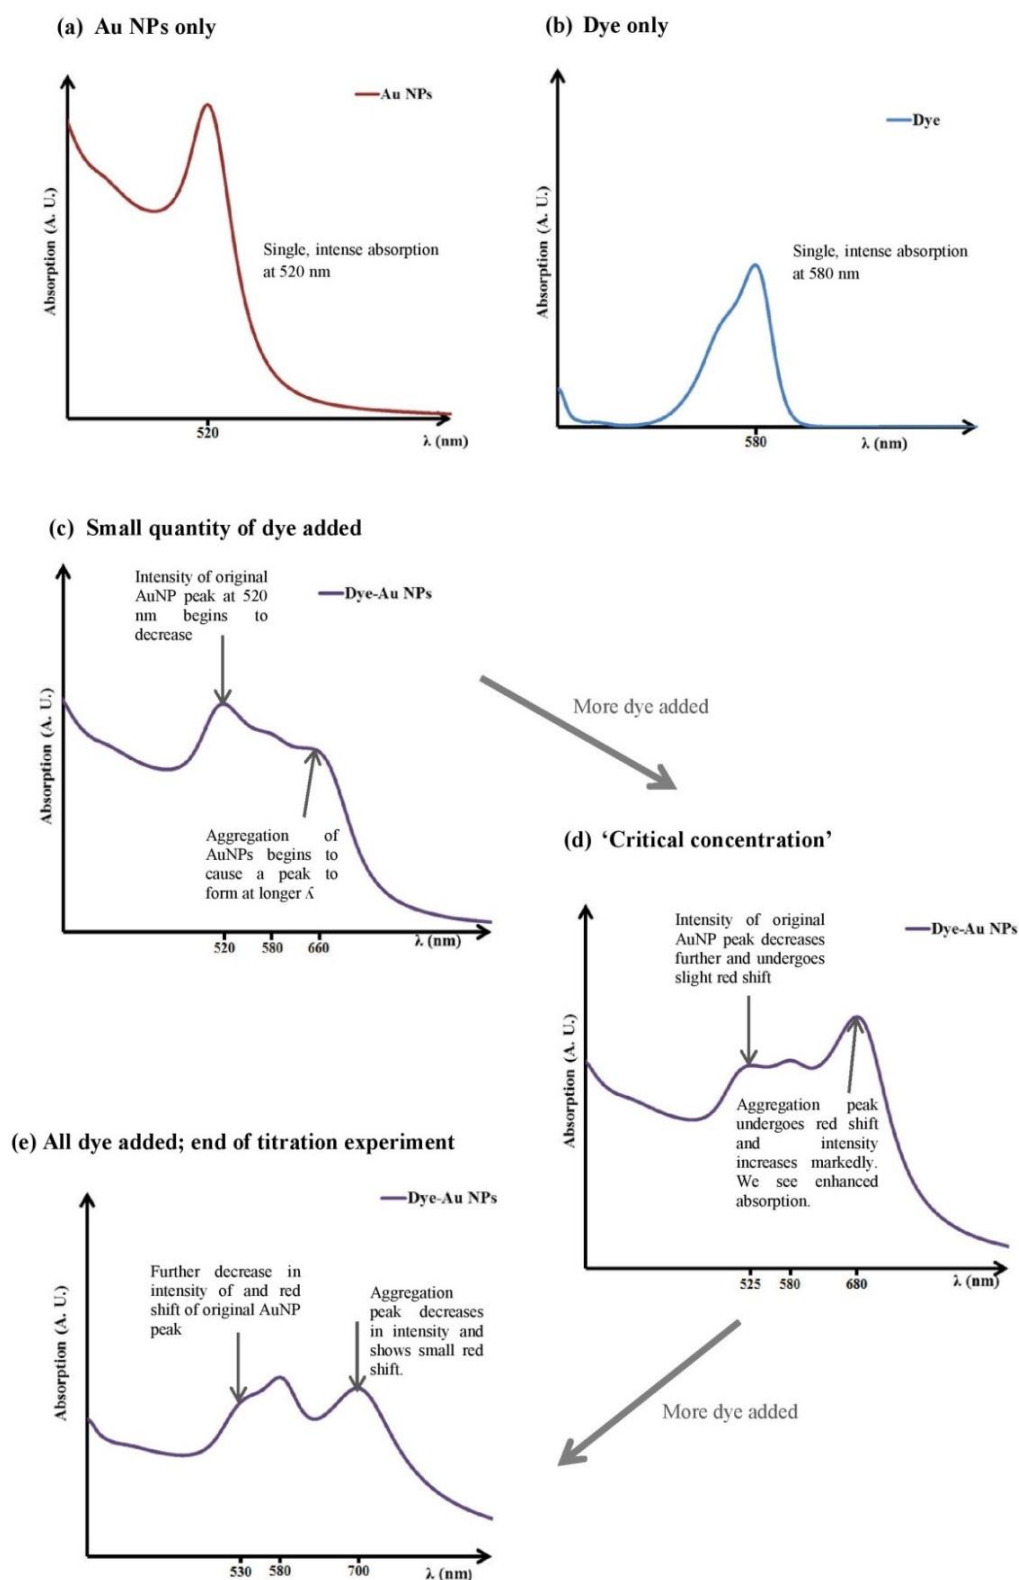 (a) Au NPs only
Au NPs
Absorption (A. U.)
Single, intense absorption
at 520 nm
520
λ (nm)
(b) Dye only
Dye
Absorption (A. U.)
Single, intense absorption
at 580 nm
580
λ (nm)
(c) Small quantity of dye added
Intensity of original
AuNP peak at 520
nm begins to
decrease
Dye-Au NPs
Absorption (A. U.)
Aggregation of
AuNPs begins to
cause a peak to
form at longer ʎ
520 580 660
λ (nm)
More dye added
(d) ‘Critical concentration’
Intensity of original
AuNP peak decreases
further and undergoes
slight red shift
Dye-Au NPs
Absorption (A. U.)
Aggregation peak
undergoes red shift
and intensity
increases markedly.
We see enhanced
absorption.
525 580 680
λ (nm)
More dye added
(e) All dye added; end of titration experiment
Dye-Au NPs
Absorption (A. U.)
Further decrease in
intensity of and red
shift of original AuNP
peak
Aggregation
peak decreases
in intensity and
shows small red
shift.
530 580 700
λ (nm)